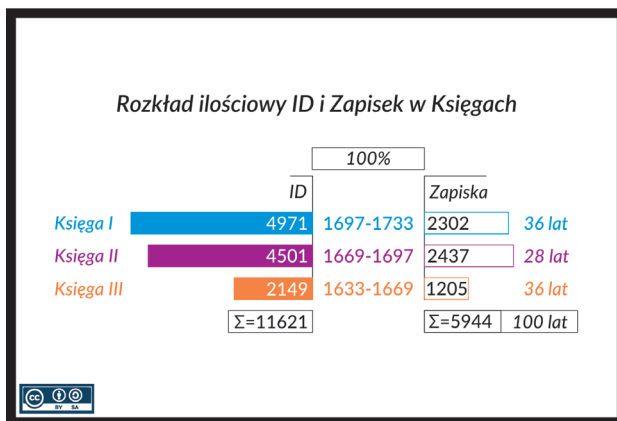 Rozkład ilościowy ID i Zapisek w Księgach
100%
ID Zapiska
Księga I 4971 1697-1733 2302 36 lat
Księga II 4501 1669-1697 2437 28 lat
Księga III 2149 1633-1669 1205 36 lat
Σ=11621 Σ=5944 100 lat
cc
BY SA